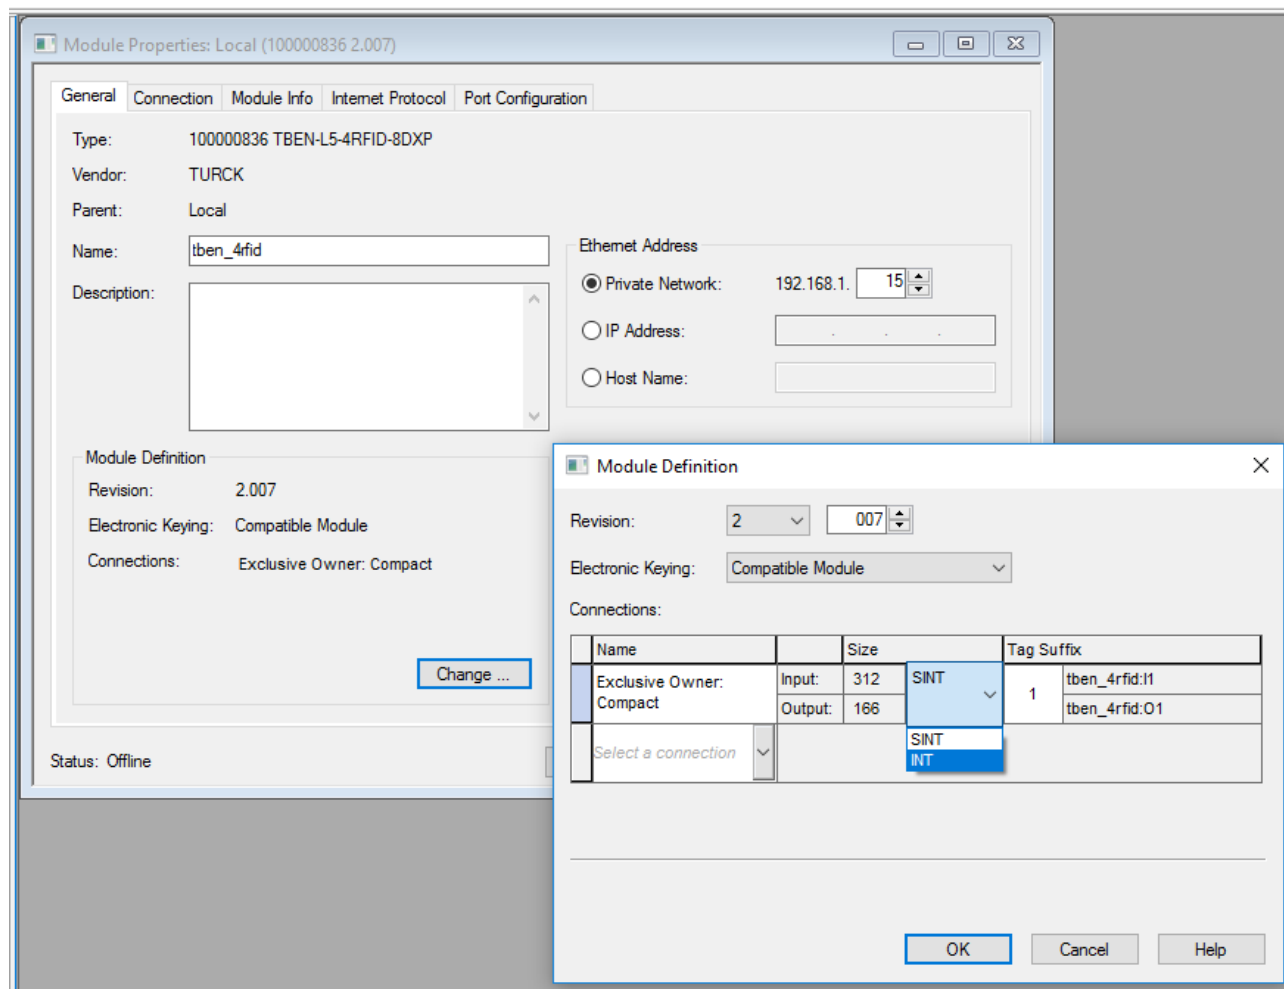 Module Properties: Local (100000836 2.007)
General Connection Module Info Internet Protocol Port Configuration
Type: 100000836 TBEN-L5-4RFID-8DXP
Vendor: TURCK
Parent: Local
Name: tben_4rfid
Description:
Ethernet Address
Private Network: 192.168.1. 15
IP Address: . . .
Host Name:
Module Definition
Revision: 2.007
Electronic Keying: Compatible Module
Connections: Exclusive Owner: Compact
Change ...
Status: Offline
Module Definition
Revision: 2 007
Electronic Keying: Compatible Module
Connections:
Name Size Tag Suffix
Exclusive Owner:
Compact
Input: 312 SINT 1 tben_4rfid:I1
Output: 166 tben_4rfid:O1
Select a connection
SINT
INT
OK Cancel Help